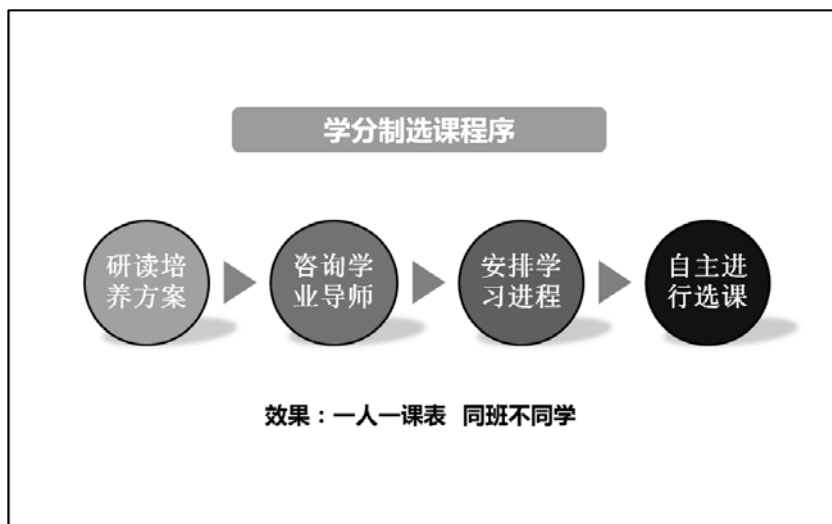 学分制选课程序
研读培
养方案
咨询学
业导师
安排学
习进程
自主进
行选课
效果：一人一课表 同班不同学